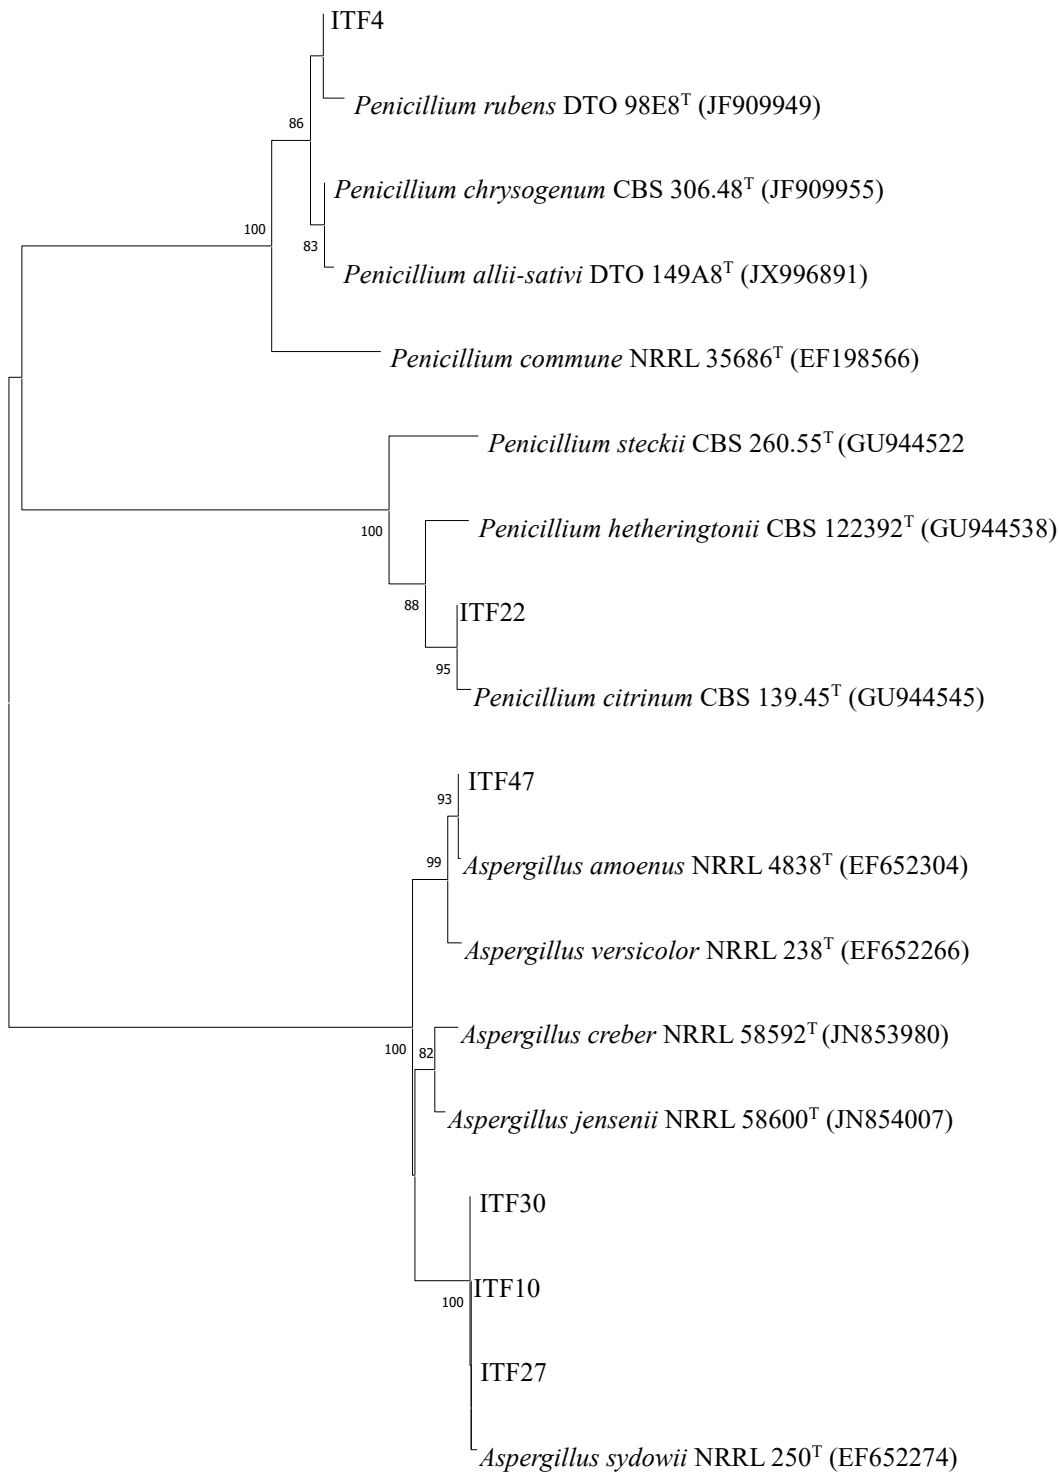 ITF4
Penicillium rubens DTO 98E8ᵀ (JF909949)
86
Penicillium chrysogenum CBS 306.48ᵀ (JF909955)
100
83
Penicillium allii-sativi DTO 149A8ᵀ (JX996891)
Penicillium commune NRRL 35686ᵀ (EF198566)
Penicillium steckii CBS 260.55ᵀ (GU944522
Penicillium hetheringtonii CBS 122392ᵀ (GU944538)
100
88
ITF22
95
Penicillium citrinum CBS 139.45ᵀ (GU944545)
ITF47
93
99
Aspergillus amoenus NRRL 4838ᵀ (EF652304)
Aspergillus versicolor NRRL 238ᵀ (EF652266)
Aspergillus creber NRRL 58592ᵀ (JN853980)
100
82
Aspergillus jensenii NRRL 58600ᵀ (JN854007)
ITF30
ITF10
100
ITF27
Aspergillus sydowii NRRL 250ᵀ (EF652274)